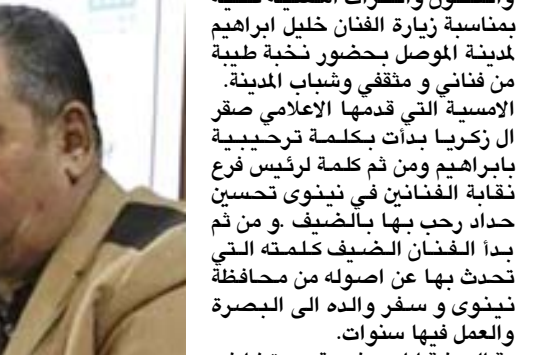 بمناسبة زيارة الفنان خليل ابراهيم
لمدينة الموصل بحضور نخبة طيبة
من فناني و مثقفي وشباب المدينة.
الامسية التي قدمها الاعلامي صقر
ال زكريا بدأت بكلمة ترحيبية
بابراهيم ومن ثم كلمة لرئيس فرع
نقابة الفنانين في نينوى تحسين
حداد رحب بها بالضيف .و من ثم
بدأ الفنان الضيف كلمته التي
تحدث بها عن اصوله من محافظة
نينوى و سفر والده الى البصرة
والعمل فيها سنوات.